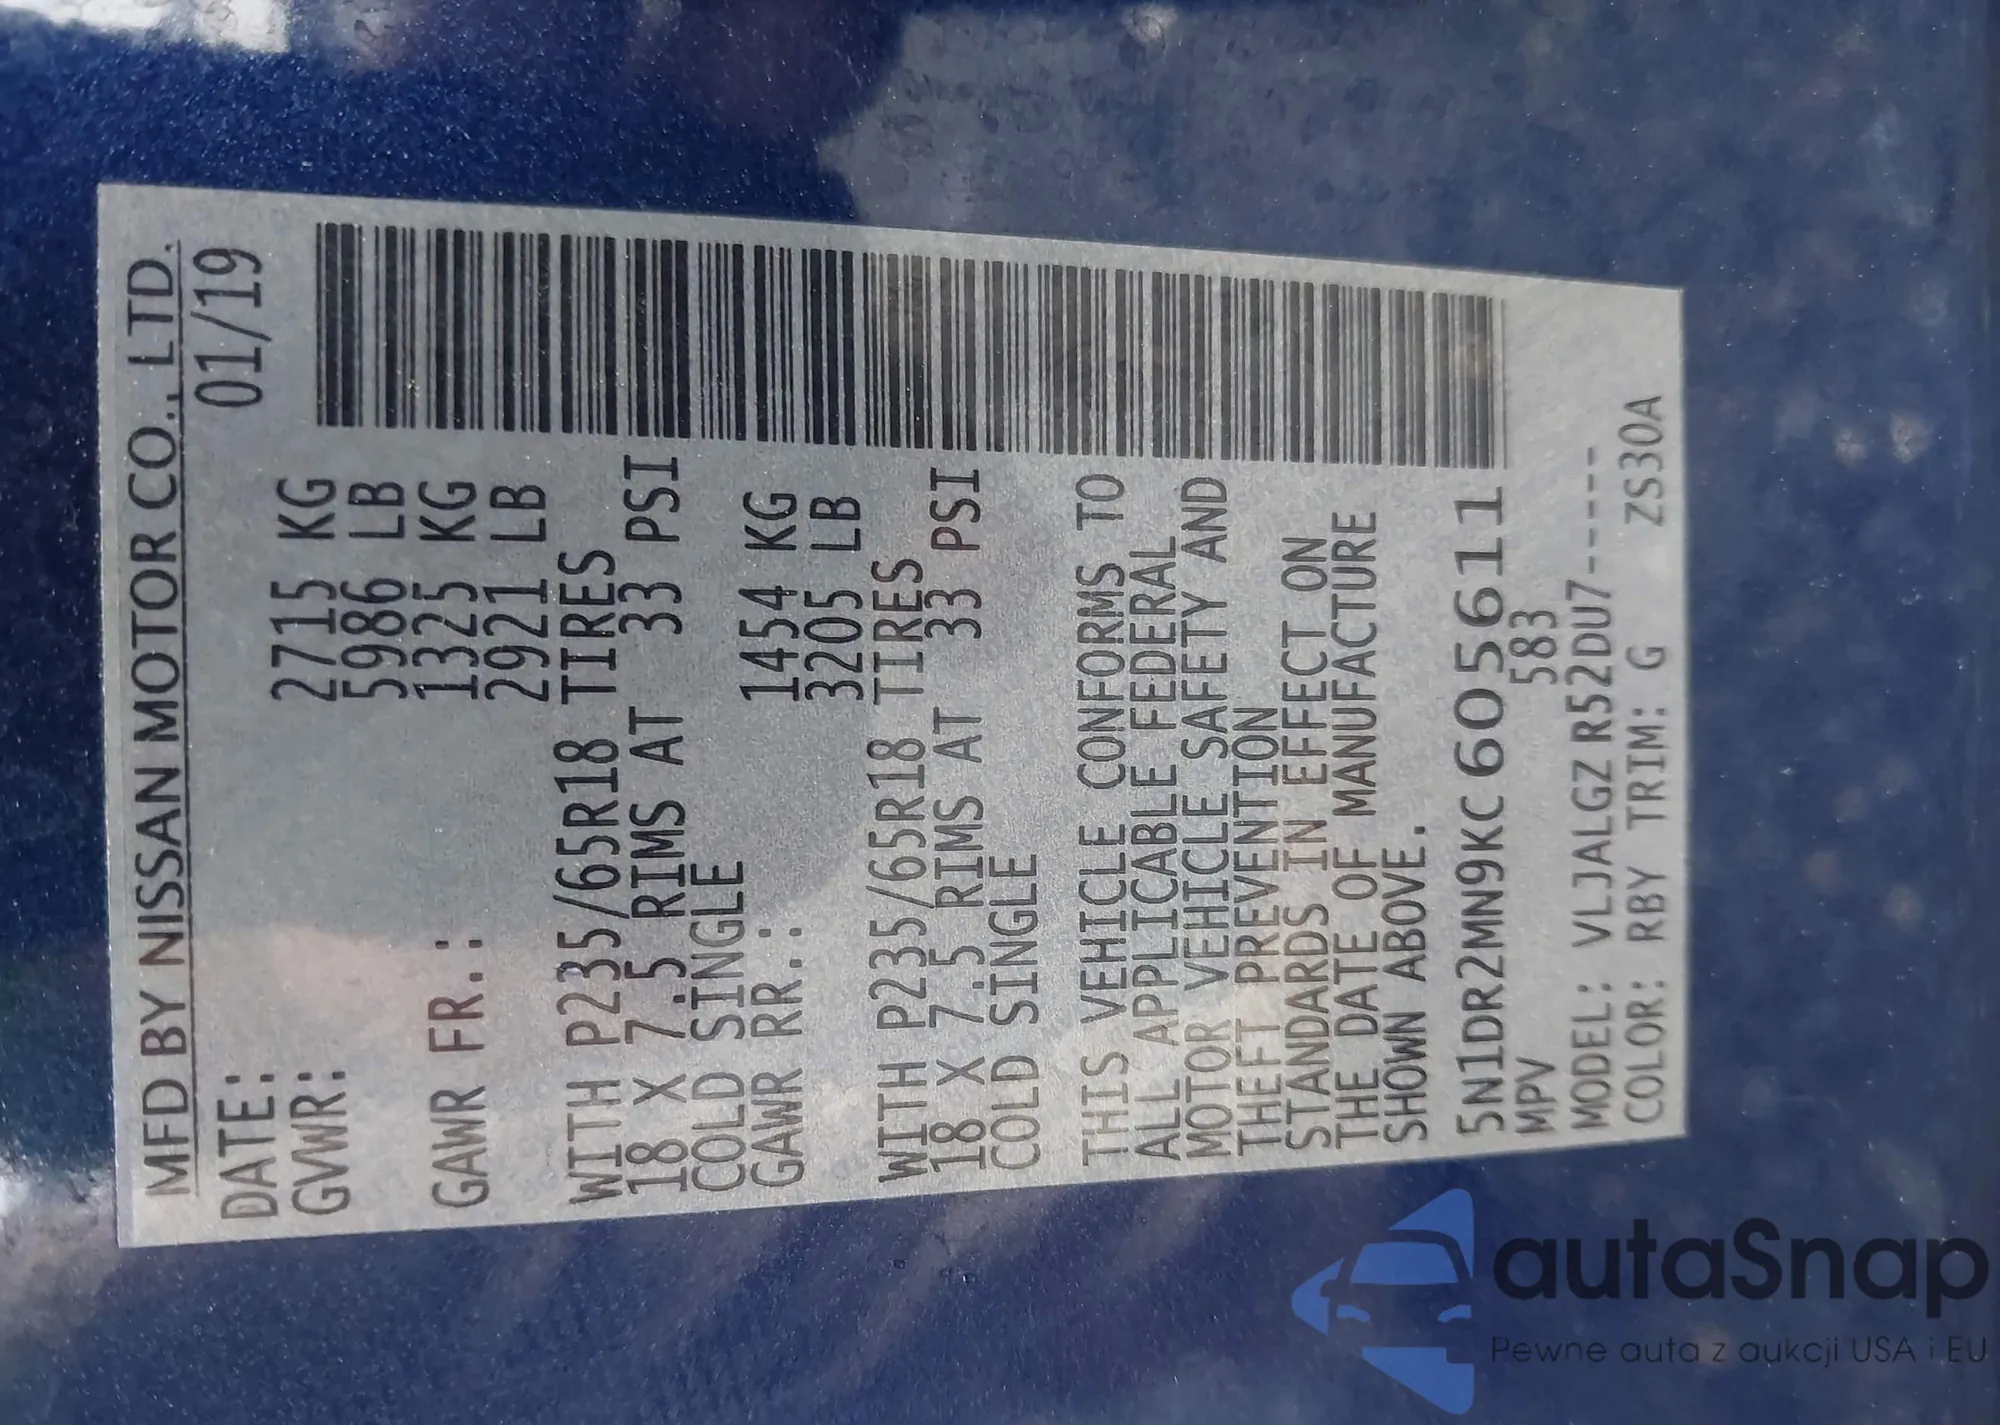 MFD BY NISSAN MOTOR CO., LTD.
DATE: 01/19
GVWR: 2715 KG
5986 LB
GAWR FR.: 1325 KG
2921 LB
WITH P235/65R18 TIRES
18 X 7.5 RIMS AT 33 PSI
COLD SINGLE
GAWR RR.: 1454 KG
3205 LB
WITH P235/65R18 TIRES
18 X 7.5 RIMS AT 33 PSI
COLD SINGLE
THIS VEHICLE CONFORMS TO
ALL APPLICABLE FEDERAL
MOTOR VEHICLE SAFETY AND
THEFT PREVENTION
STANDARDS IN EFFECT ON
THE DATE OF MANUFACTURE
SHOWN ABOVE.
5N1DR2MN9KC605611
MPV 583
MODEL: VLJALGZ R52DU7-----
COLOR: RBY TRIM: G ZS30A
autaSnap
Pewne auta z aukcji USA i EU